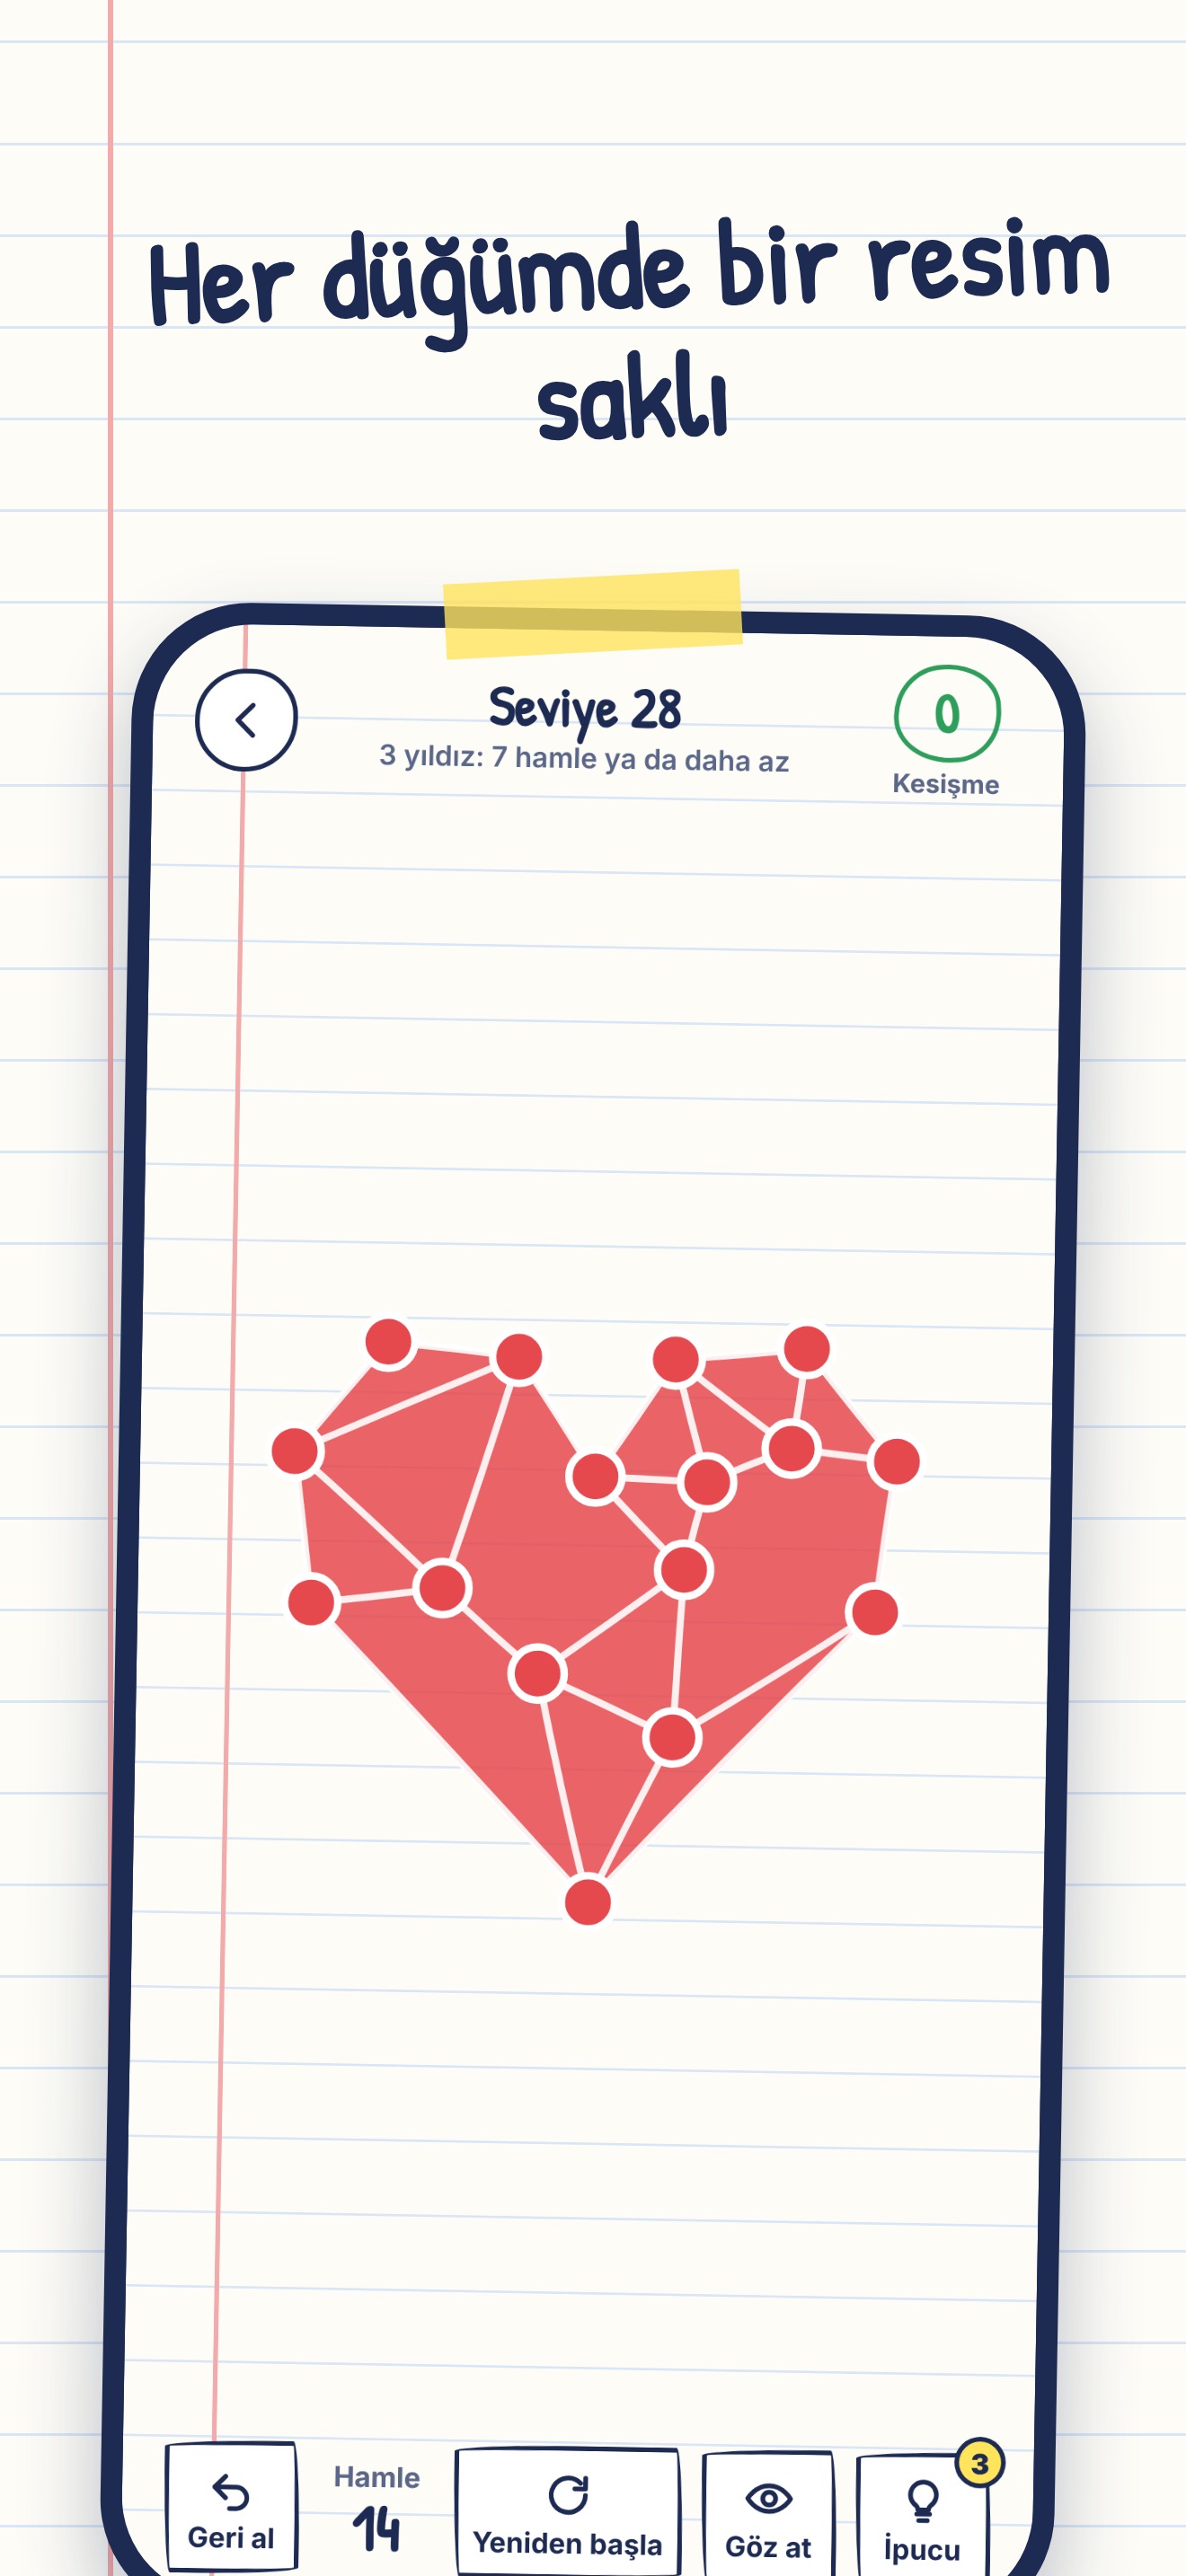 Her düğümde bir resim
saklı
Seviye 28
3 yıldız: 7 hamle ya da daha az
0
Kesişme
Geri al
Hamle
14
Yeniden başla
Göz at
3
İpucu